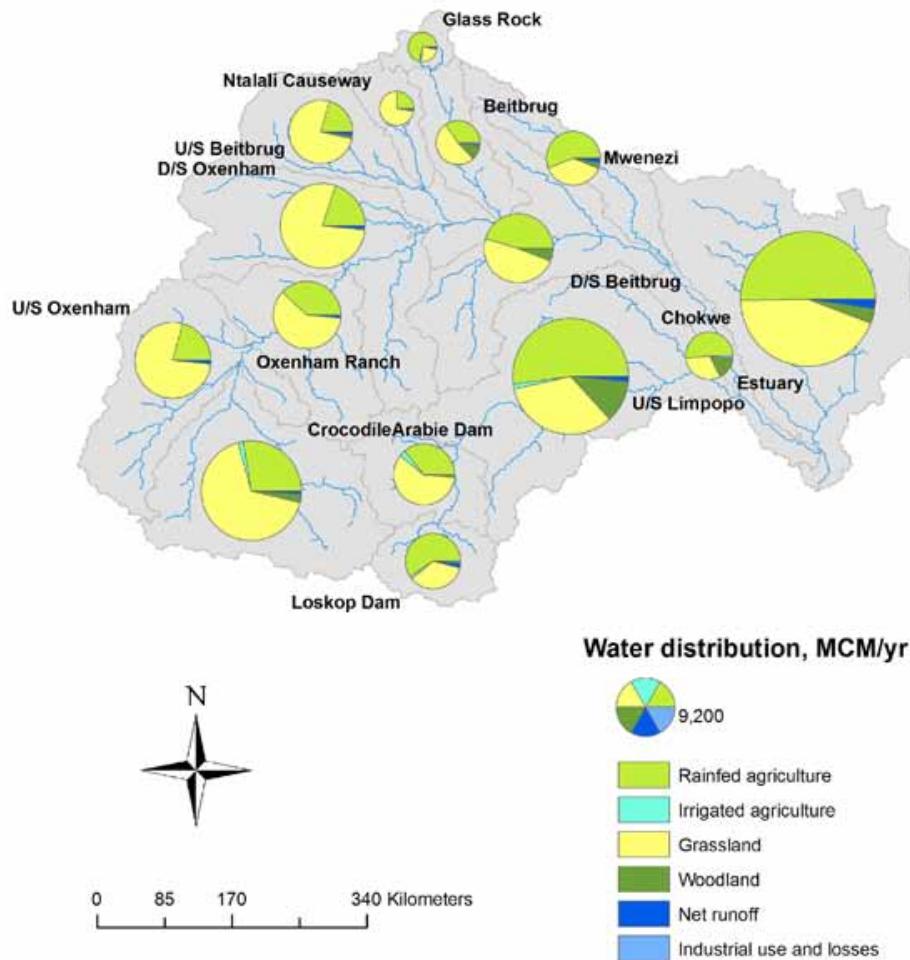 Glass Rock
Ntalali Causeway
Beitbrug
U/S Beitbrug
D/S Oxenham
Mwenezi
D/S Beitbrug
U/S Oxenham
Chokwe
Oxenham Ranch
Estuary
U/S Limpopo
CrocodileArabie Dam
Loskop Dam
Water distribution, MCM/yr
9,200
N
Rainfed agriculture
Irrigated agriculture
Grassland
Woodland
Net runoff
Industrial use and losses
0 85 170 340 Kilometers